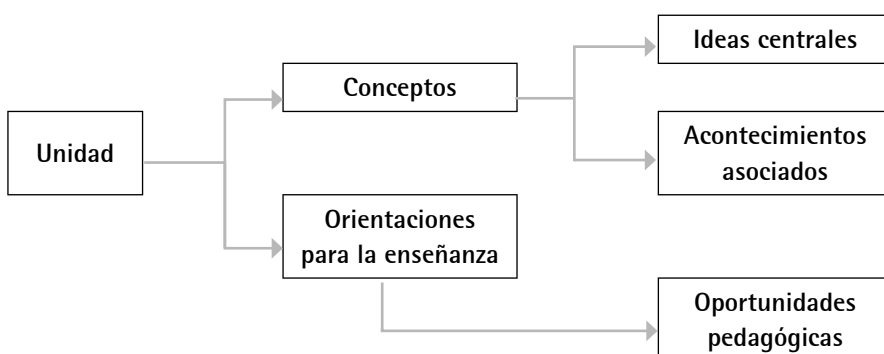 Ideas centrales
Conceptos
Unidad
Acontecimientos
asociados
Orientaciones
para la enseñanza
Oportunidades
pedagógicas